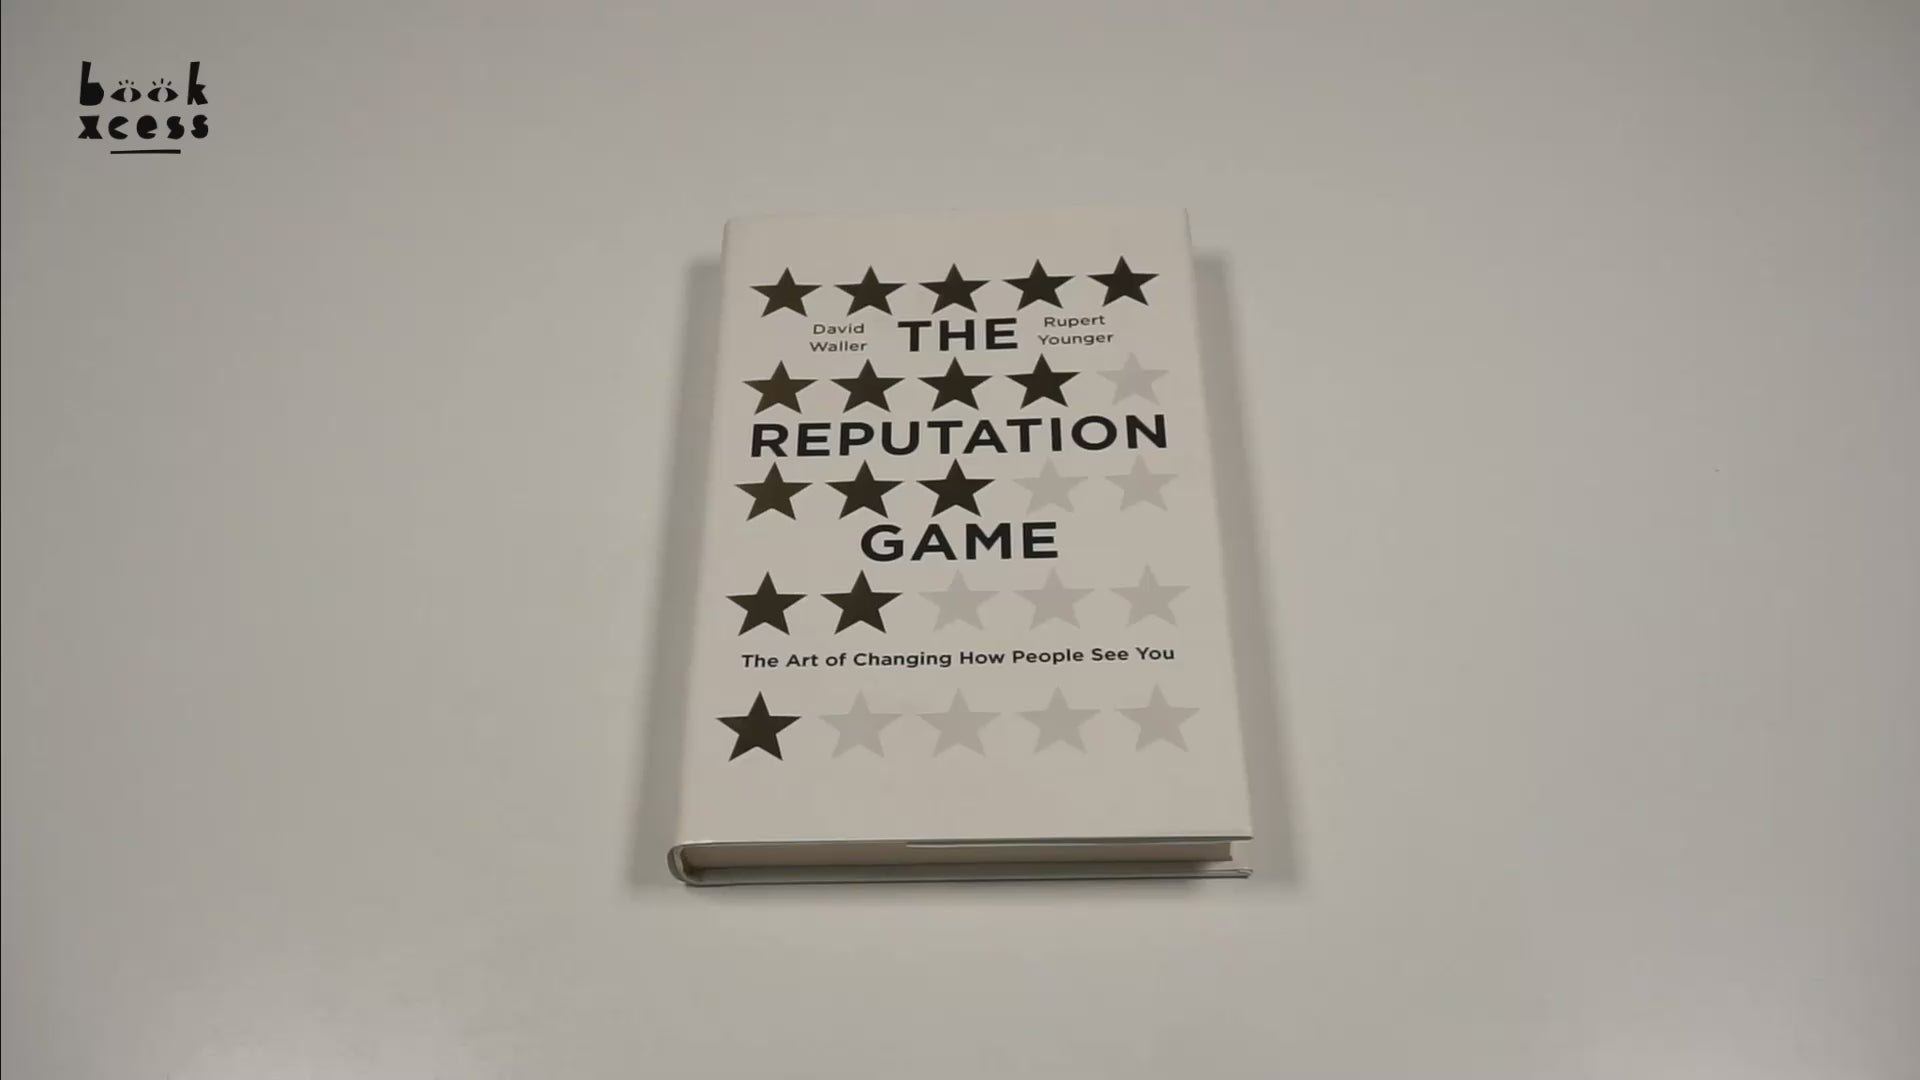 book
xcess
David
Waller
THE
Rupert
Younger
REPUTATION
GAME
The Art of Changing How People See You